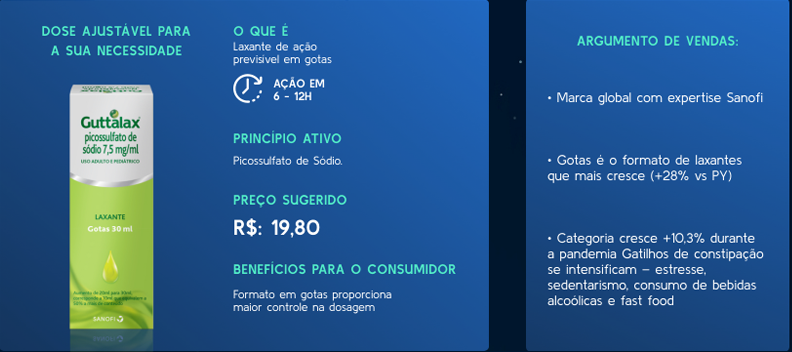 DOSE AJUSTÁVEL PARA
A SUA NECESSIDADE
Guttalax
picossulfato de
sódio 7,5 mg/ml
USO ADULTO E PEDIÁTRICO
LAXANTE
Gotas 30 ml
SANOFI
O QUE É
Laxante de ação
previsível em gotas
AÇÃO EM
6 - 12H
PRINCÍPIO ATIVO
Picossulfato de Sódio.
PREÇO SUGERIDO
R$: 19,80
BENEFÍCIOS PARA O CONSUMIDOR
Formato em gotas proporciona
maior controle na dosagem
ARGUMENTO DE VENDAS:
• Marca global com expertise Sanofi
• Gotas é o formato de laxantes
que mais cresce (+28% vs PY)
• Categoria cresce +10,3% durante
a pandemia Gatilhos de constipação
se intensificam – estresse,
sedentarismo, consumo de bebidas
alcoólicas e fast food